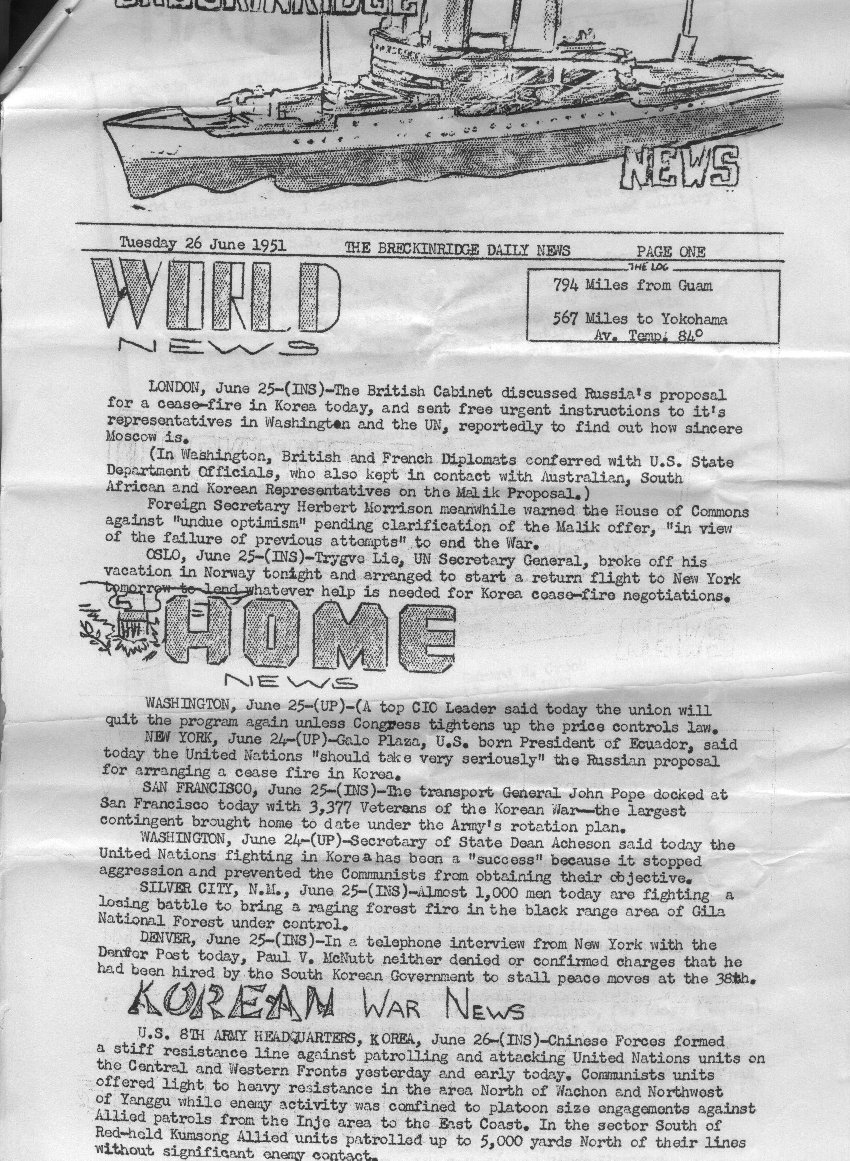 BRECKINRIDGE
NEWS
Tuesday 26 June 1951 THE BRECKINRIDGE DAILY NEWS PAGE ONE
WORLD
NEWS
THE LOG
794 Miles from Guam
567 Miles to Yokohama
Av. Temp. 84°
LONDON, June 25-(INS)-The British Cabinet discussed Russia's proposal
for a cease-fire in Korea today, and sent free urgent instructions to it's
representatives in Washington and the UN, reportedly to find out how sincere
Moscow is.
(In Washington, British and French Diplomats conferred with U.S. State
Department Officials, who also kept in contact with Australian, South
African and Korean Representatives on the Malik Proposal.)
Foreign Secretary Herbert Morrison meanwhile warned the House of Commons
against "undue optimism" pending clarification of the Malik offer, "in view
of the failure of previous attempts" to end the War.
OSLO, June 25-(INS)-Trygve Lie, UN Secretary General, broke off his
vacation in Norway tonight and arranged to start a return flight to New York
tomorrow to lend whatever help is needed for Korea cease-fire negotiations.
HOME
NEWS
WASHINGTON, June 25-(UP)-(A top CIO Leader said today the union will
quit the program again unless Congress tightens up the price controls law.
NEW YORK, June 24-(UP)-Galo Plaza, U.S. born President of Ecuador, said
today the United Nations "should take very seriously" the Russian proposal
for arranging a cease fire in Korea.
SAN FRANCISCO, June 25-(INS)-The transport General John Pope docked at
San Francisco today with 3,377 Veterans of the Korean War—the largest
contingent brought home to date under the Army's rotation plan.
WASHINGTON, June 24-(UP)-Secretary of State Dean Acheson said today the
United Nations fighting in Korea has been a "success" because it stopped
aggression and prevented the Communists from obtaining their objective.
SILVER CITY, N.M., June 25-(INS)-Almost 1,000 men today are fighting a
losing battle to bring a raging forest fire in the black range area of Gila
National Forest under control.
DENVER, June 25-(INS)-In a telephone interview from New York with the
Denver Post today, Paul V. McNutt neither denied or confirmed charges that he
had been hired by the South Korean Government to stall peace moves at the 38th.
KOREAN WAR NEWS
U.S. 8TH ARMY HEADQUARTERS, KOREA, June 26-(INS)-Chinese Forces formed
a stiff resistance line against patrolling and attacking United Nations units on
the Central and Western Fronts yesterday and early today. Communists units
offered light to heavy resistance in the area North of Wachon and Northwest
of Yanggu while enemy activity was comfined to platoon size engagements against
Allied patrols from the Inje area to the East Coast. In the sector South of
Red-held Kumsong Allied units patrolled up to 5,000 yards North of their lines
without significant enemy contact.